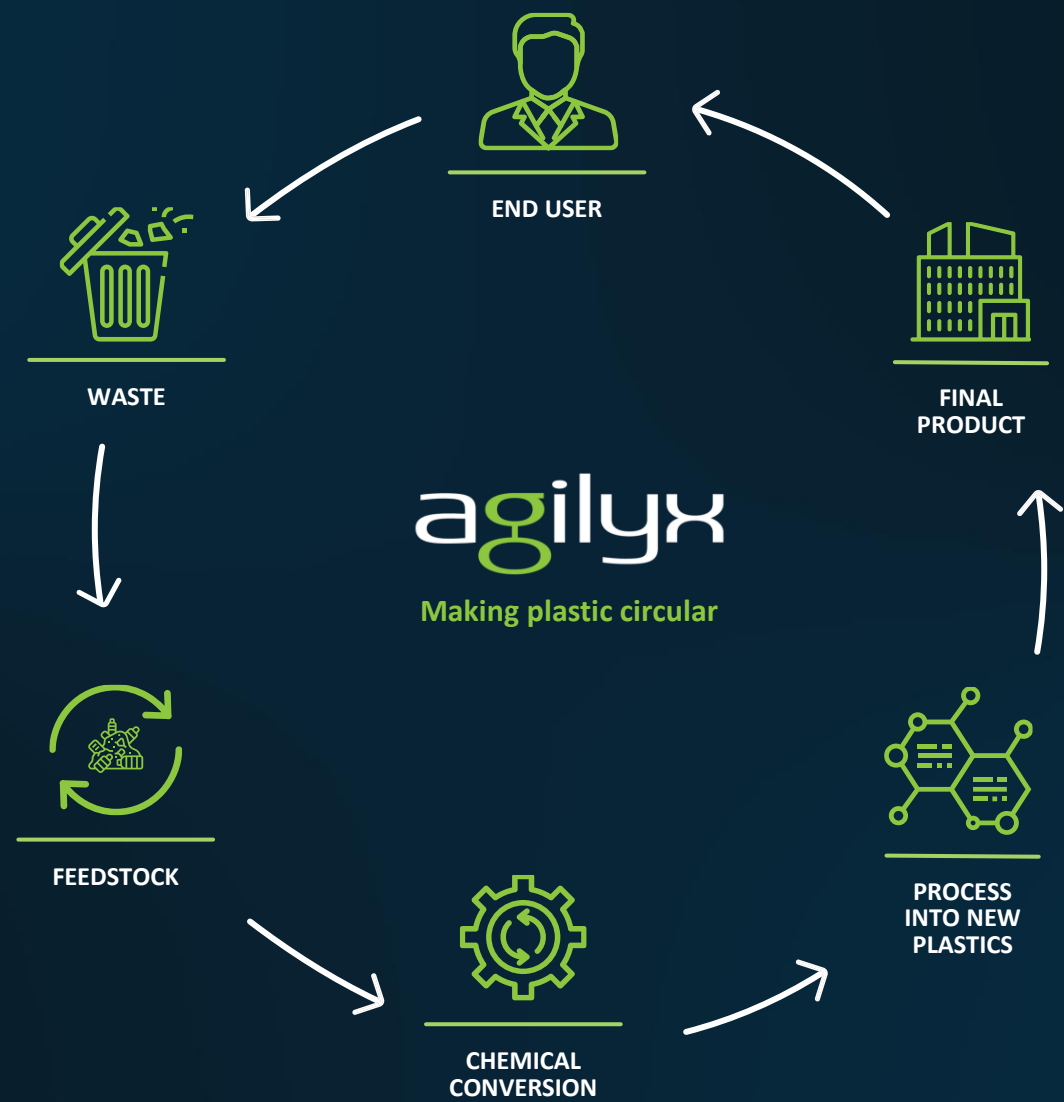 END USER
WASTE
FINAL
PRODUCT
agilyx
Making plastic circular
FEEDSTOCK
PROCESS
INTO NEW
PLASTICS
CHEMICAL
CONVERSION